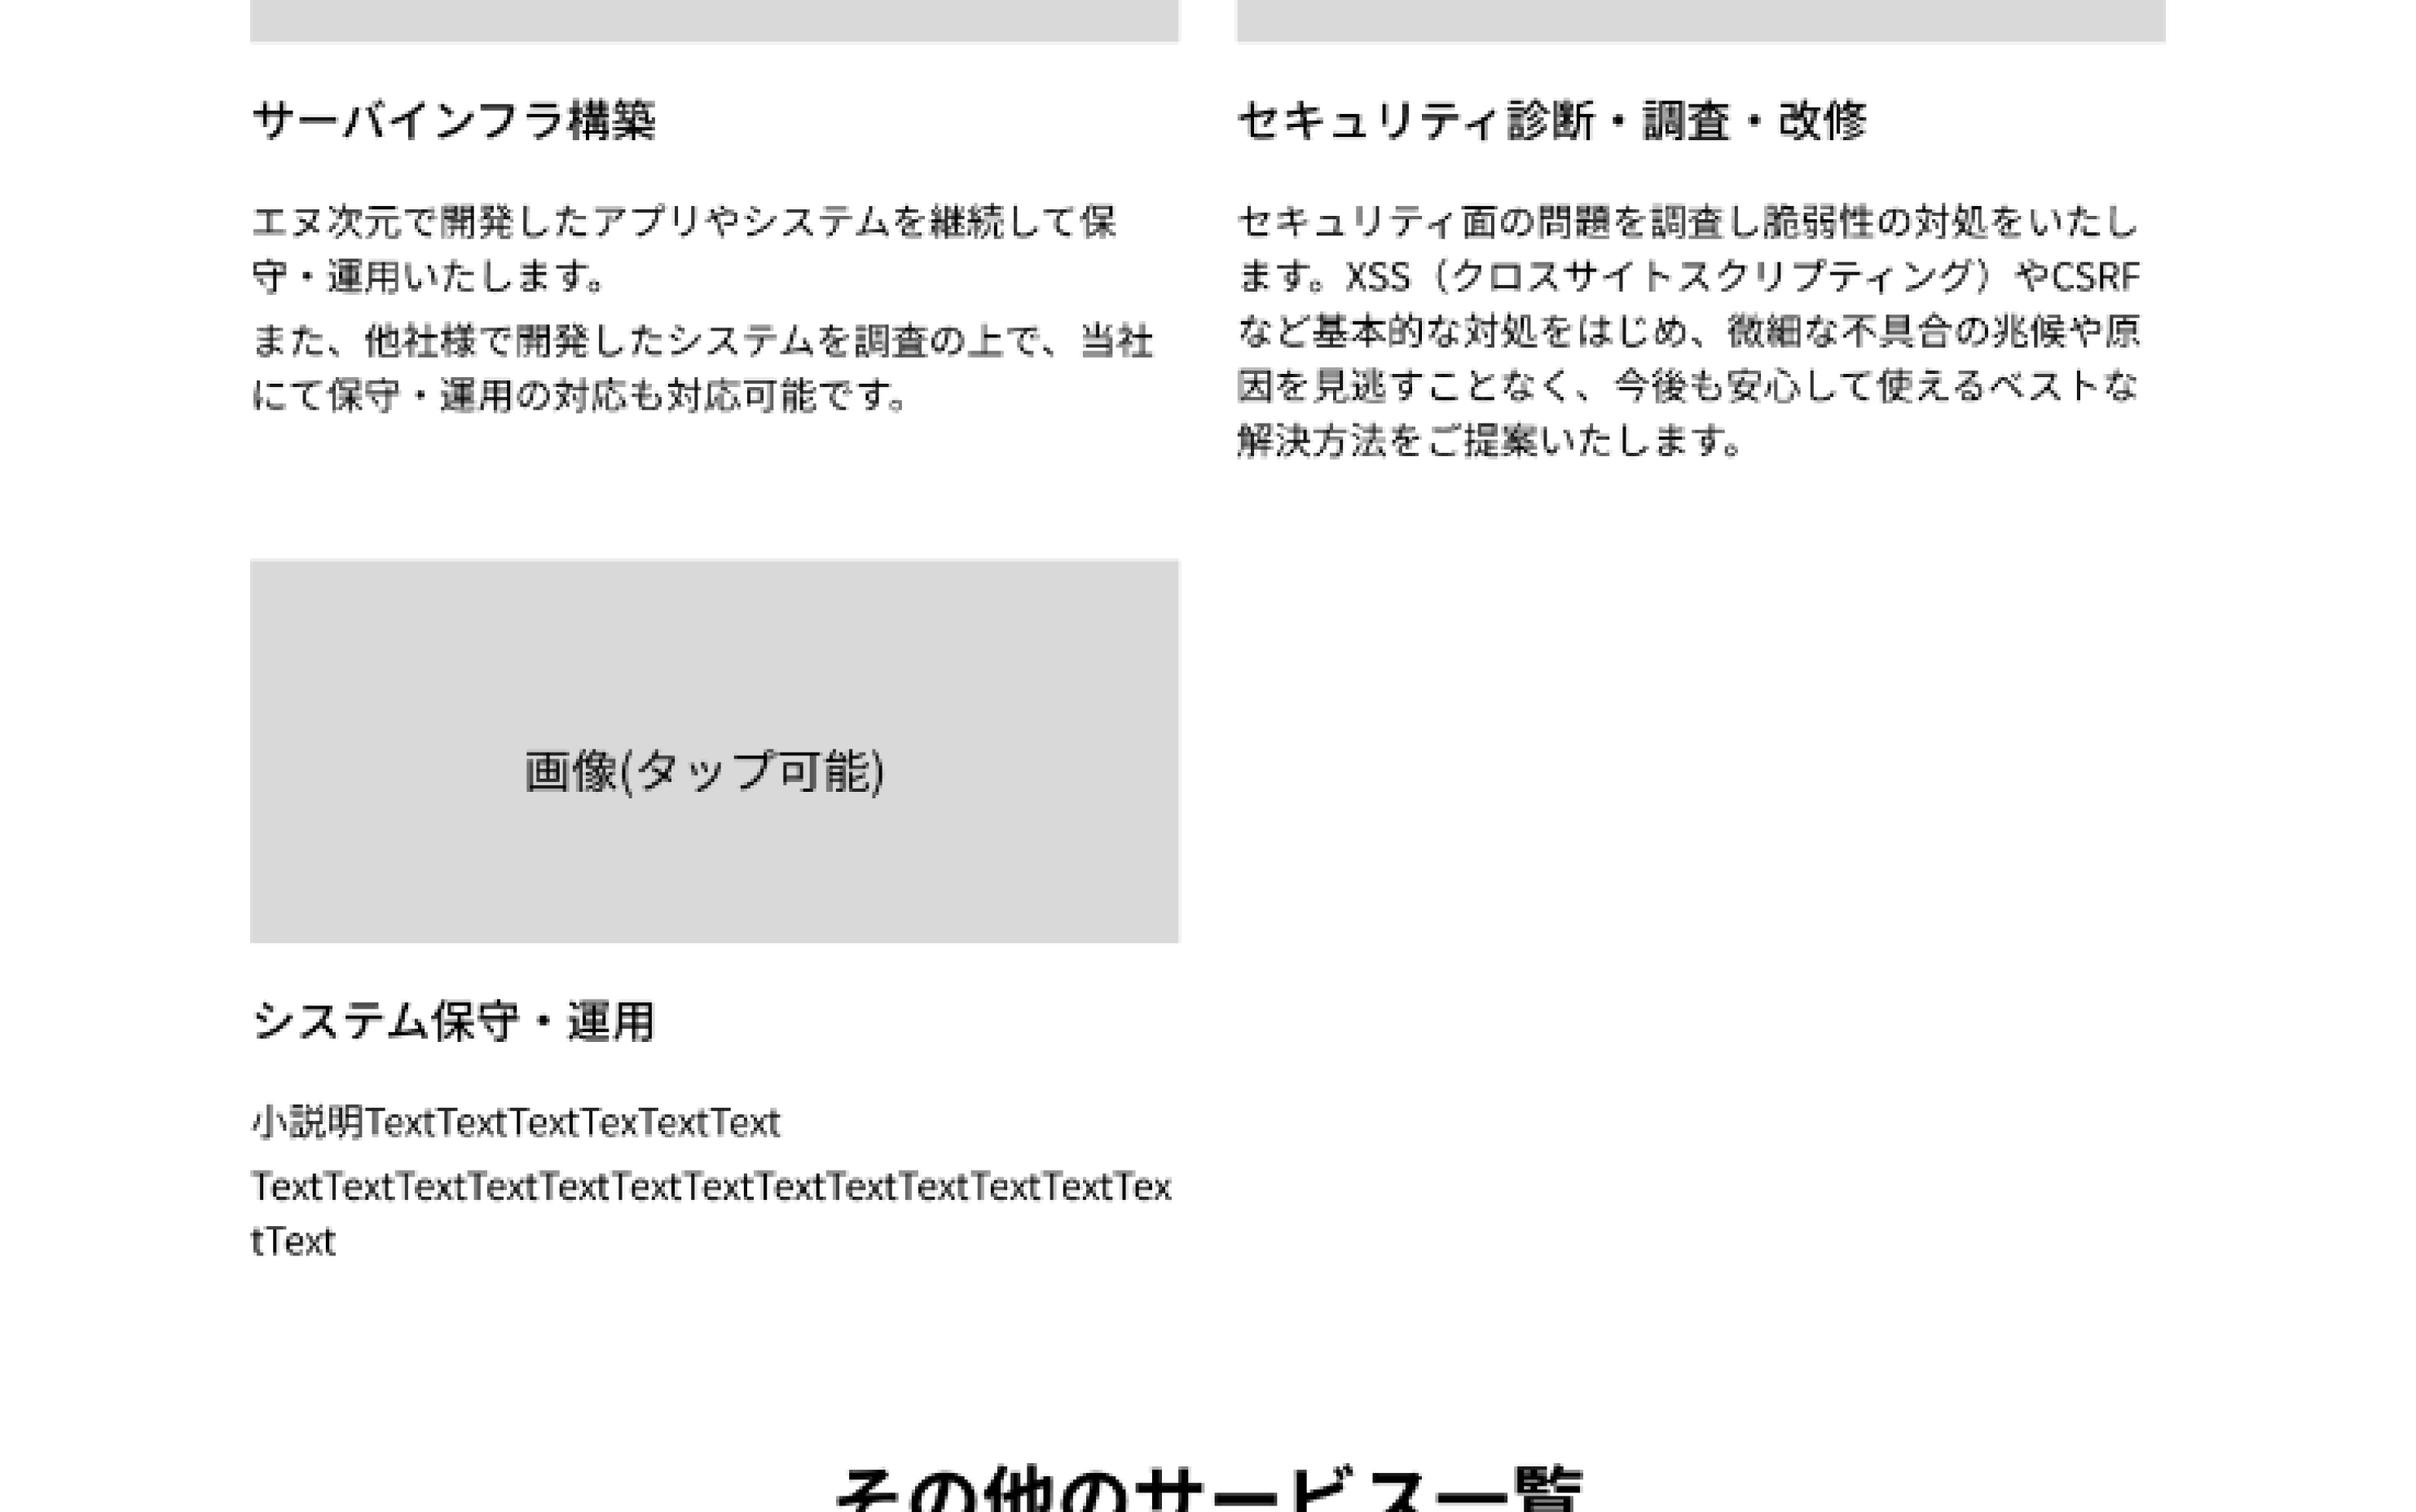 サーバインフラ構築
エヌ次元で開発したアプリやシステムを継続して保
守・運用いたします。
また、他社様で開発したシステムを調査の上で、当社
にて保守・運用の対応も対応可能です。
セキュリティ診断・調査・改修
セキュリティ面の問題を調査し脆弱性の対処をいたし
ます。XSS（クロスサイトスクリプティング）やCSRF
など基本的な対処をはじめ、微細な不具合の兆候や原
因を見逃すことなく、今後も安心して使えるベストな
解決方法をご提案いたします。
画像(タップ可能)
システム保守・運用
小説明TextTextTextTexTextText
TextTextTextTextTextTextTextTextTextTextTextTextTex
tText
その他のサービス一覧